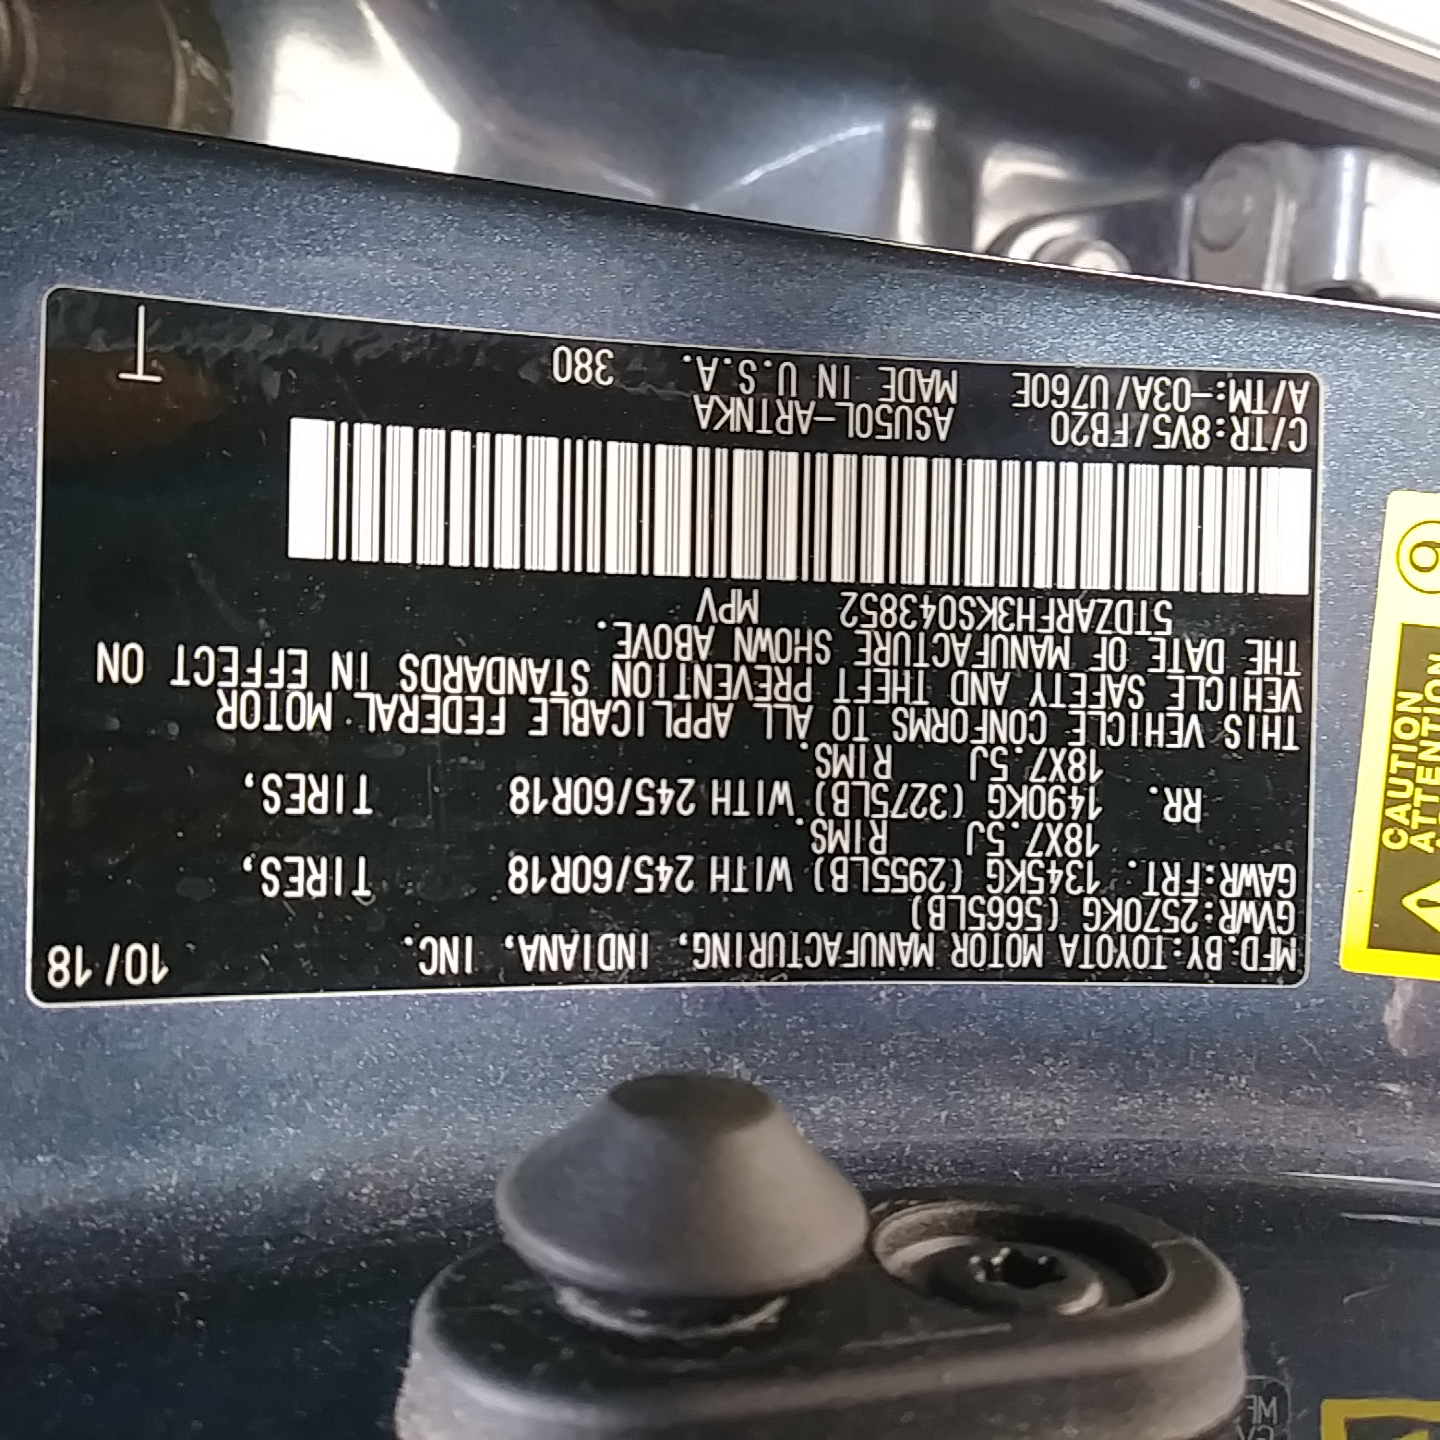 MFD.BY:TOYOTA MOTOR MANUFACTURING, INDIANA, INC. 10/18
GVWR:2570KG (5665LB)
GAWR:FRT. 1345KG (2955LB) WITH 245/60R18 TIRES,
18X7.5J RIMS.
RR. 1490KG (3275LB) WITH 245/60R18 TIRES,
18X7.5J RIMS.
THIS VEHICLE CONFORMS TO ALL APPLICABLE FEDERAL MOTOR
VEHICLE SAFETY AND THEFT PREVENTION STANDARDS IN EFFECT ON
THE DATE OF MANUFACTURE SHOWN ABOVE.
5TDZARFH3KS043852 MPV
C/TR:8V5/FB20 ASU50L-ARTNKA
A/TM:-03A/U760E MADE IN U.S.A. 380
T
CAUTION
ATTENTION